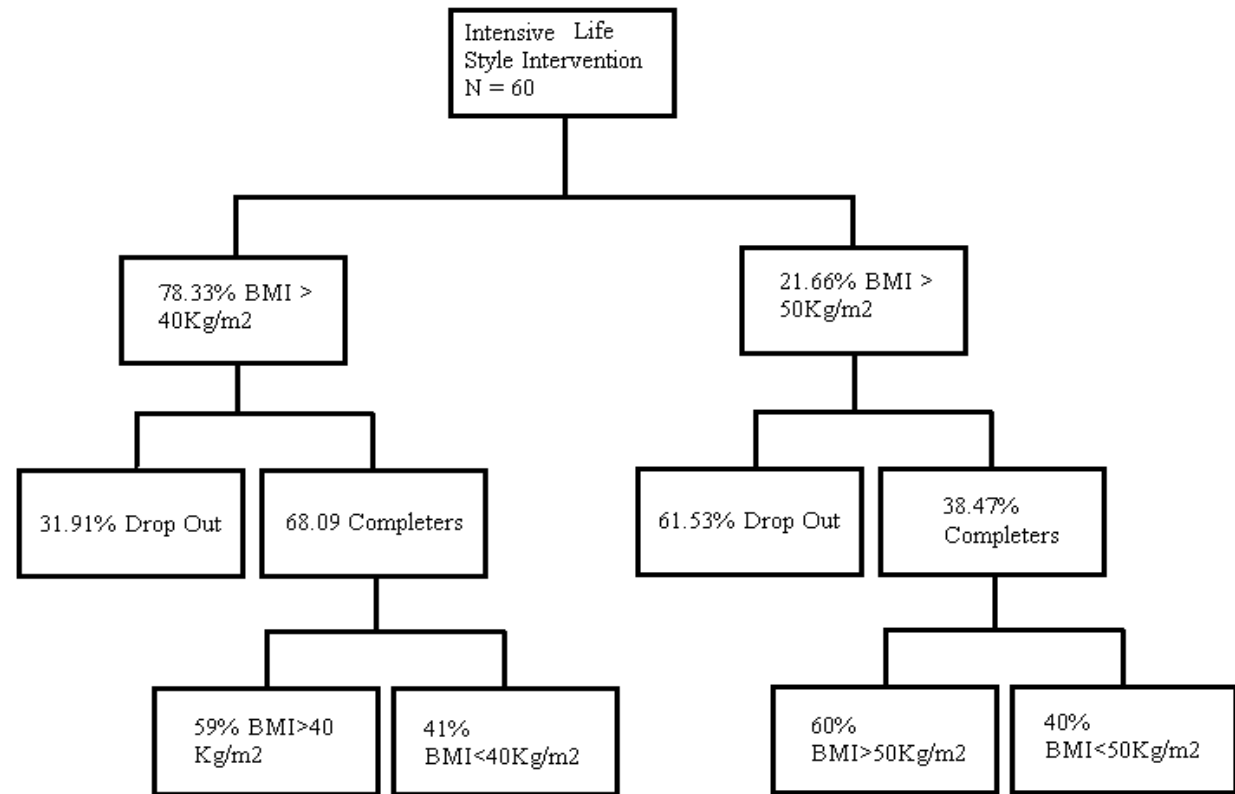 Intensive Life
Style Intervention
N = 60
78.33% BMI >
40Kg/m2
21.66% BMI >
50Kg/m2
31.91% Drop Out
68.09 Completers
61.53% Drop Out
38.47%
Completers
59% BMI>40
Kg/m2
41%
BMI<40Kg/m2
60%
BMI>50Kg/m2
40%
BMI<50Kg/m2